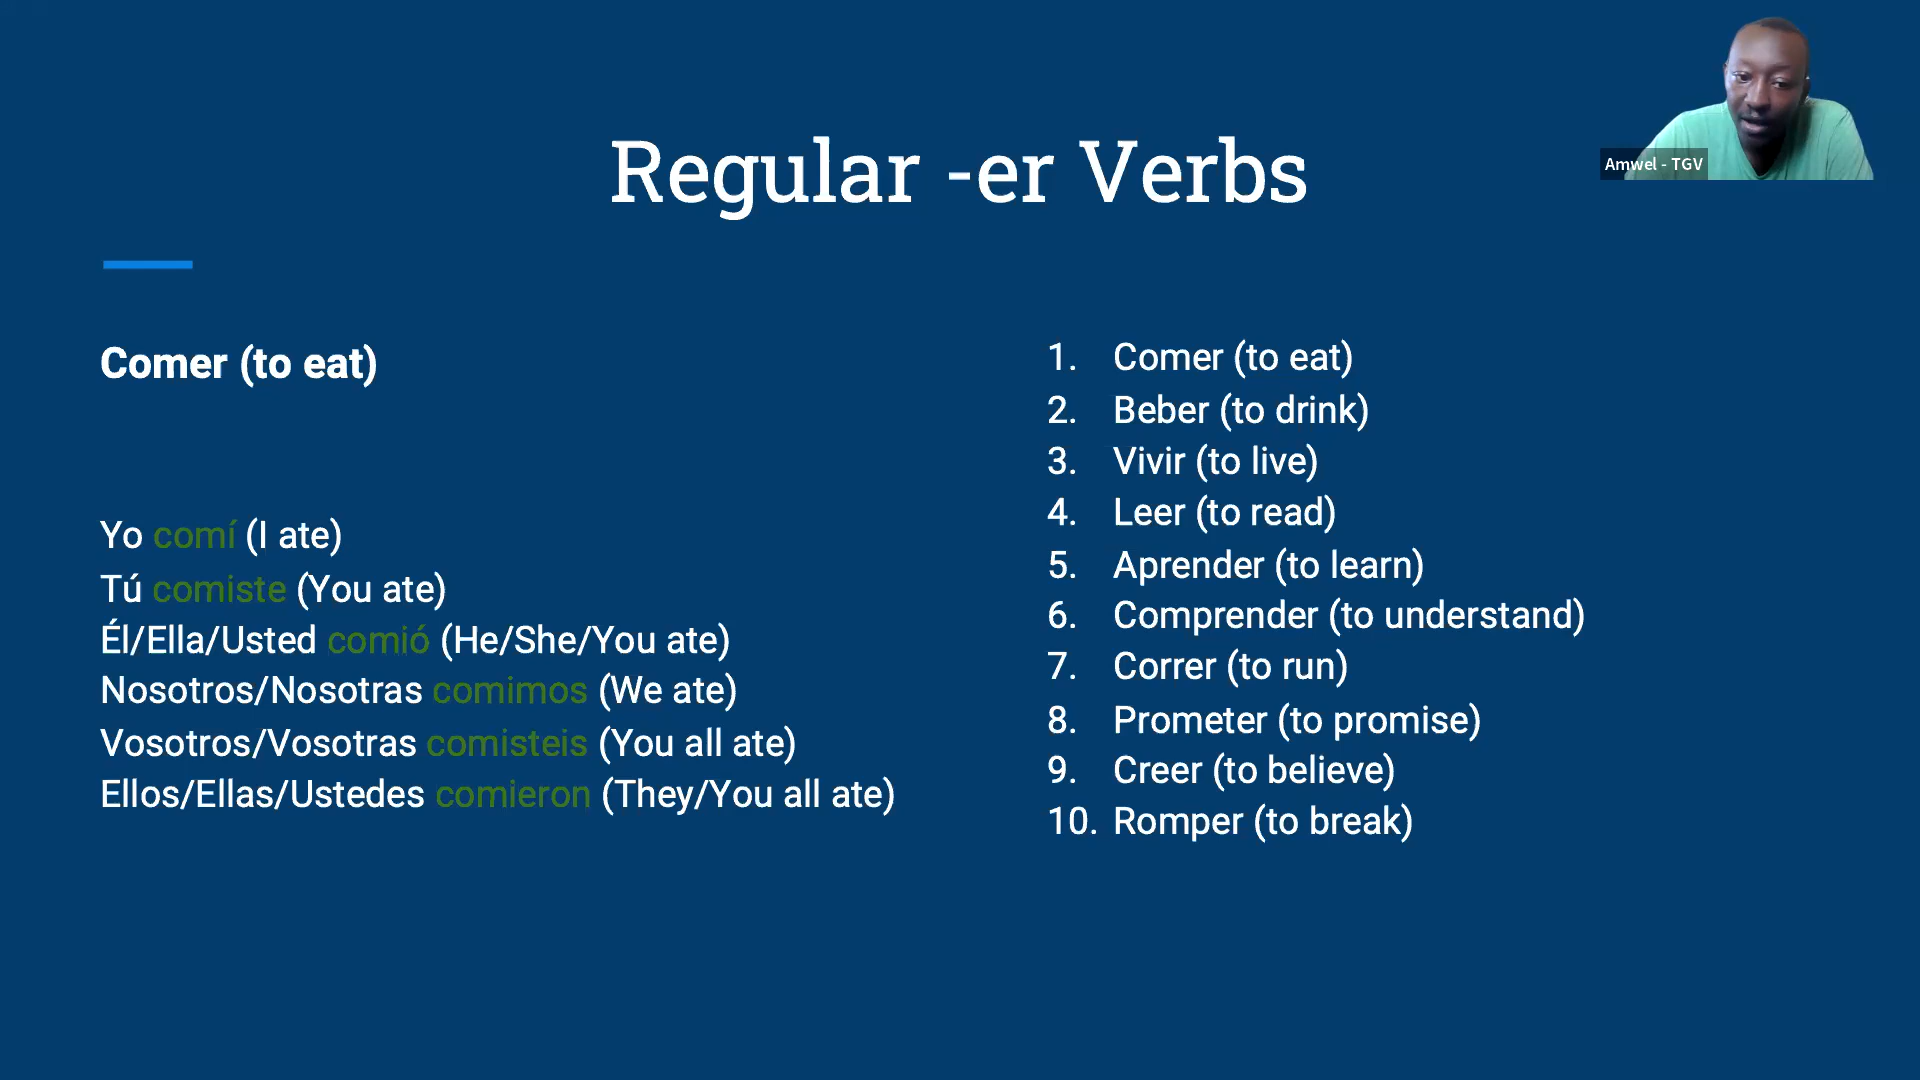 Regular -er Verbs
Amwel - TGV
Comer (to eat)
Yo comí (I ate)
Tú comiste (You ate)
Él/Ella/Usted comió (He/She/You ate)
Nosotros/Nosotras comimos (We ate)
Vosotros/Vosotras comisteis (You all ate)
Ellos/Ellas/Ustedes comieron (They/You all ate)
1. Comer (to eat)
2. Beber (to drink)
3. Vivir (to live)
4. Leer (to read)
5. Aprender (to learn)
6. Comprender (to understand)
7. Correr (to run)
8. Prometer (to promise)
9. Creer (to believe)
10. Romper (to break)